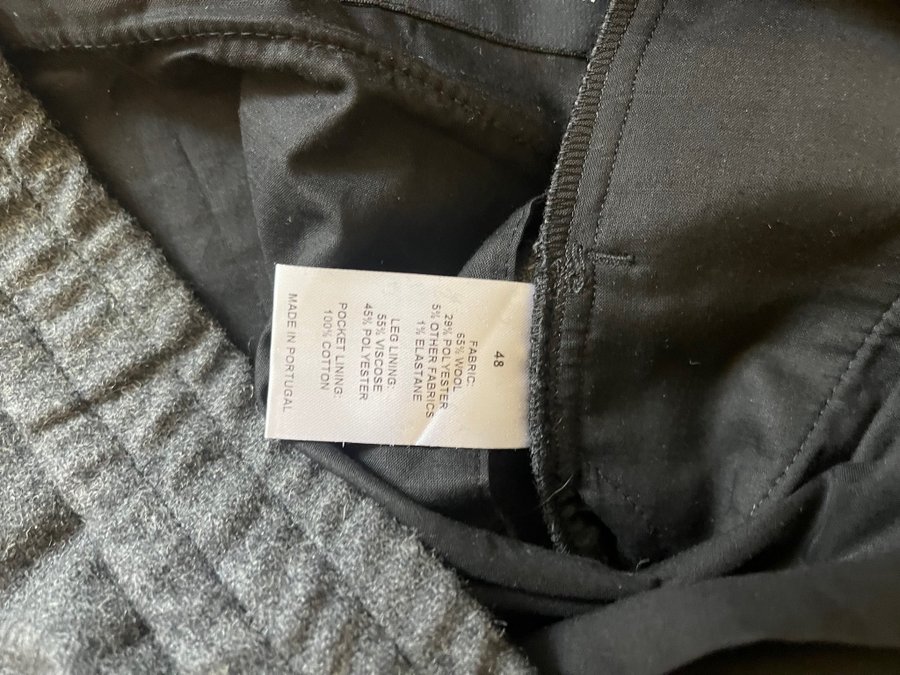 48
FABRIC:
65% WOOL
29% POLYESTER
5% OTHER FABRICS
1% ELASTANE
LEG LINING:
55% VISCOSE
45% POLYESTER
POCKET LINING:
100% COTTON
MADE IN PORTUGAL